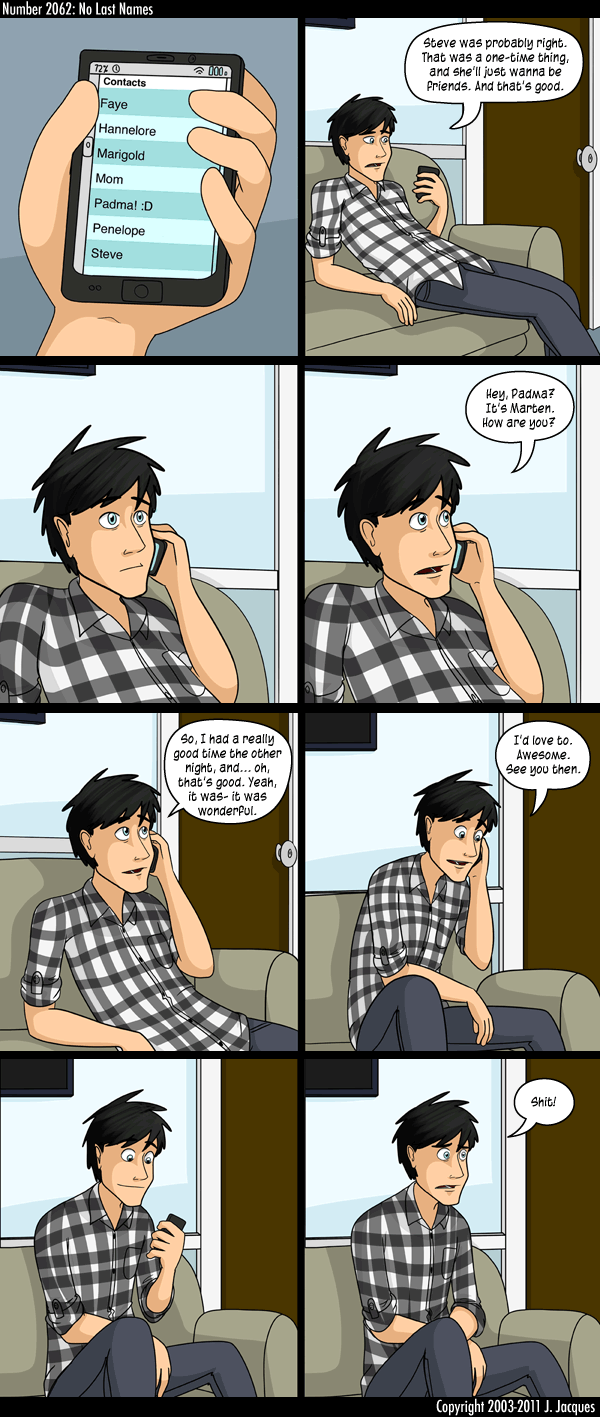 Number 2062: No Last Names
72%
Contacts
Faye
Hannelore
Marigold
Mom
Padma! :D
Penelope
Steve
Steve was probably right.
That was a one-time thing,
and she'll just wanna be
friends. And that's good.
Hey, Padma?
It's Marten.
How are you?
So, I had a really
good time the other
night, and... oh,
that's good. Yeah,
it was- it was
wonderful.
I'd love to.
Awesome.
See you then.
Shit!
Copyright 2003-2011 J. Jacques